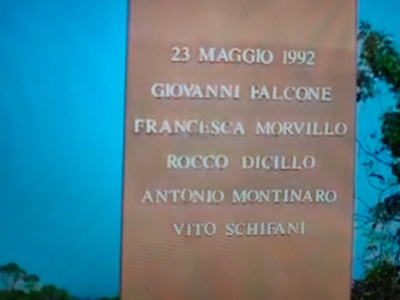 23 MAGGIO 1992
GIOVANNI FALCONE
FRANCESCA MORVILLO
ROCCO DICILLO
ANTONIO MONTINARO
VITO SCHIFANI